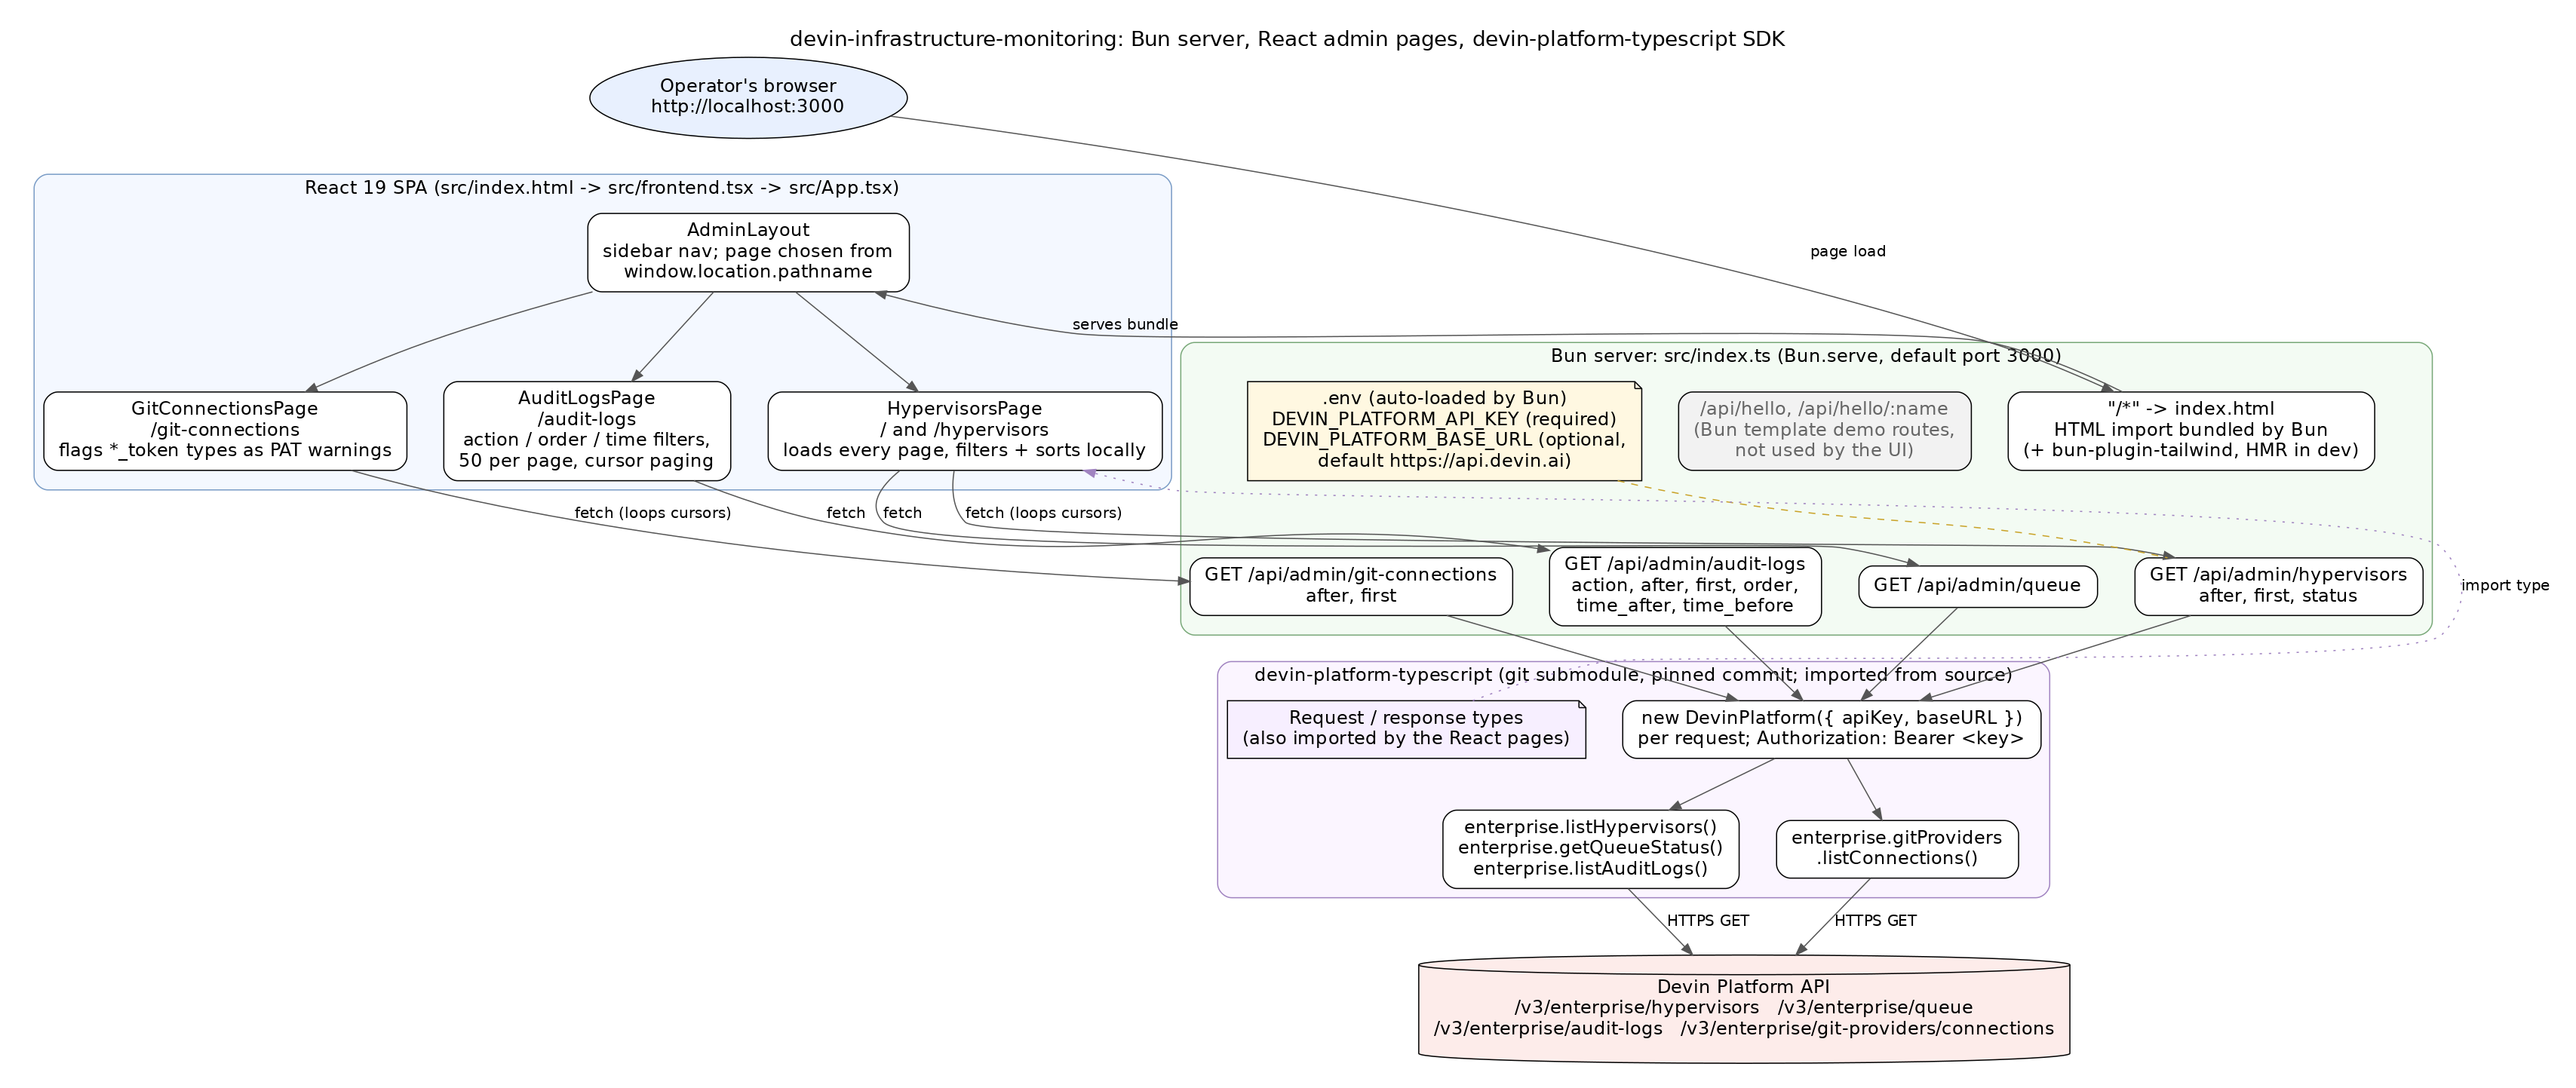 devin-infrastructure-monitoring: Bun server, React admin pages, devin-platform-typescript SDK
Operator's browser
http://localhost:3000
page load
React 19 SPA (src/index.html -> src/frontend.tsx -> src/App.tsx)
AdminLayout
sidebar nav; page chosen from
window.location.pathname
serves bundle
GitConnectionsPage
/git-connections
flags *_token types as PAT warnings
AuditLogsPage
/audit-logs
action / order / time filters,
50 per page, cursor paging
HypervisorsPage
/ and /hypervisors
loads every page, filters + sorts locally
Bun server: src/index.ts (Bun.serve, default port 3000)
.env (auto-loaded by Bun)
DEVIN_PLATFORM_API_KEY (required)
DEVIN_PLATFORM_BASE_URL (optional,
default https://api.devin.ai)
/api/hello, /api/hello/:name
(Bun template demo routes,
not used by the UI)
"/*" -> index.html
HTML import bundled by Bun
(+ bun-plugin-tailwind, HMR in dev)
fetch (loops cursors)
fetch
fetch
fetch (loops cursors)
GET /api/admin/git-connections
after, first
GET /api/admin/audit-logs
action, after, first, order,
time_after, time_before
GET /api/admin/queue
GET /api/admin/hypervisors
after, first, status
import type
devin-platform-typescript (git submodule, pinned commit; imported from source)
Request / response types
(also imported by the React pages)
new DevinPlatform({ apiKey, baseURL })
per request; Authorization: Bearer <key>
enterprise.listHypervisors()
enterprise.getQueueStatus()
enterprise.listAuditLogs()
enterprise.gitProviders
.listConnections()
HTTPS GET
HTTPS GET
Devin Platform API
/v3/enterprise/hypervisors   /v3/enterprise/queue
/v3/enterprise/audit-logs   /v3/enterprise/git-providers/connections